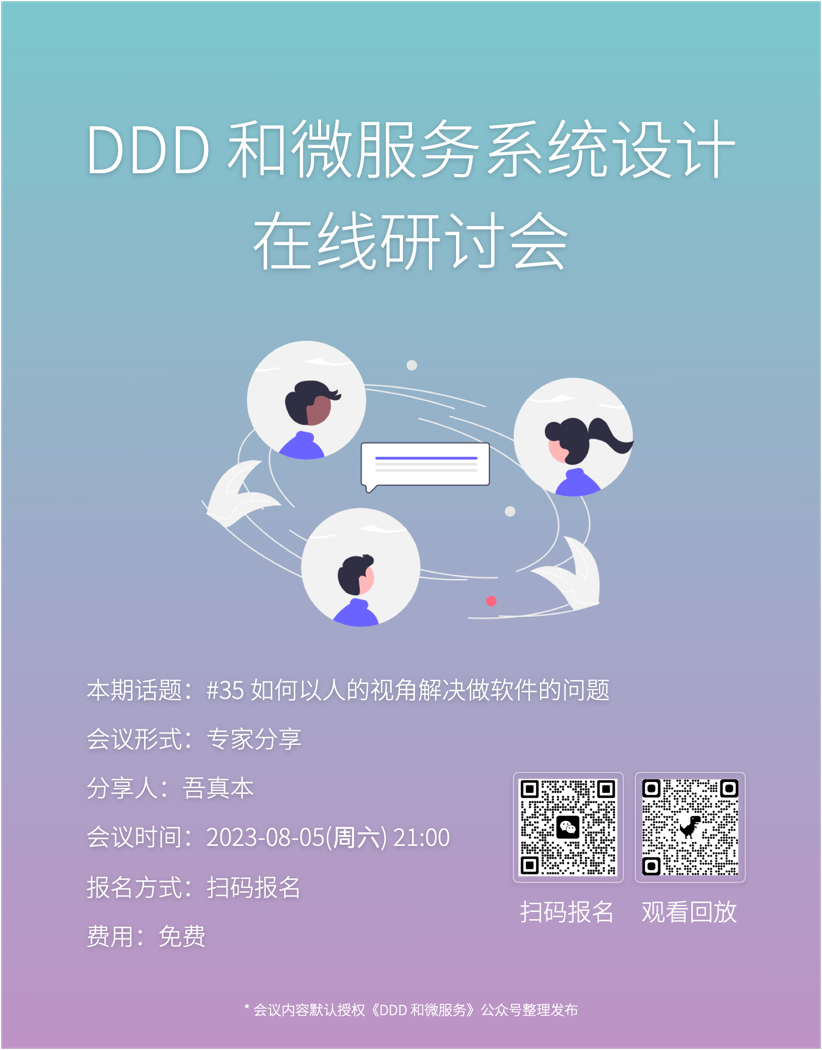 DDD 和微服务系统设计
在线研讨会
本期话题：#35 如何以人的视角解决做软件的问题
会议形式：专家分享
分享人：吾真本
会议时间：2023-08-05(周六) 21:00
报名方式：扫码报名
费用：免费
扫码报名
观看回放
* 会议内容默认授权《DDD 和微服务》公众号整理发布